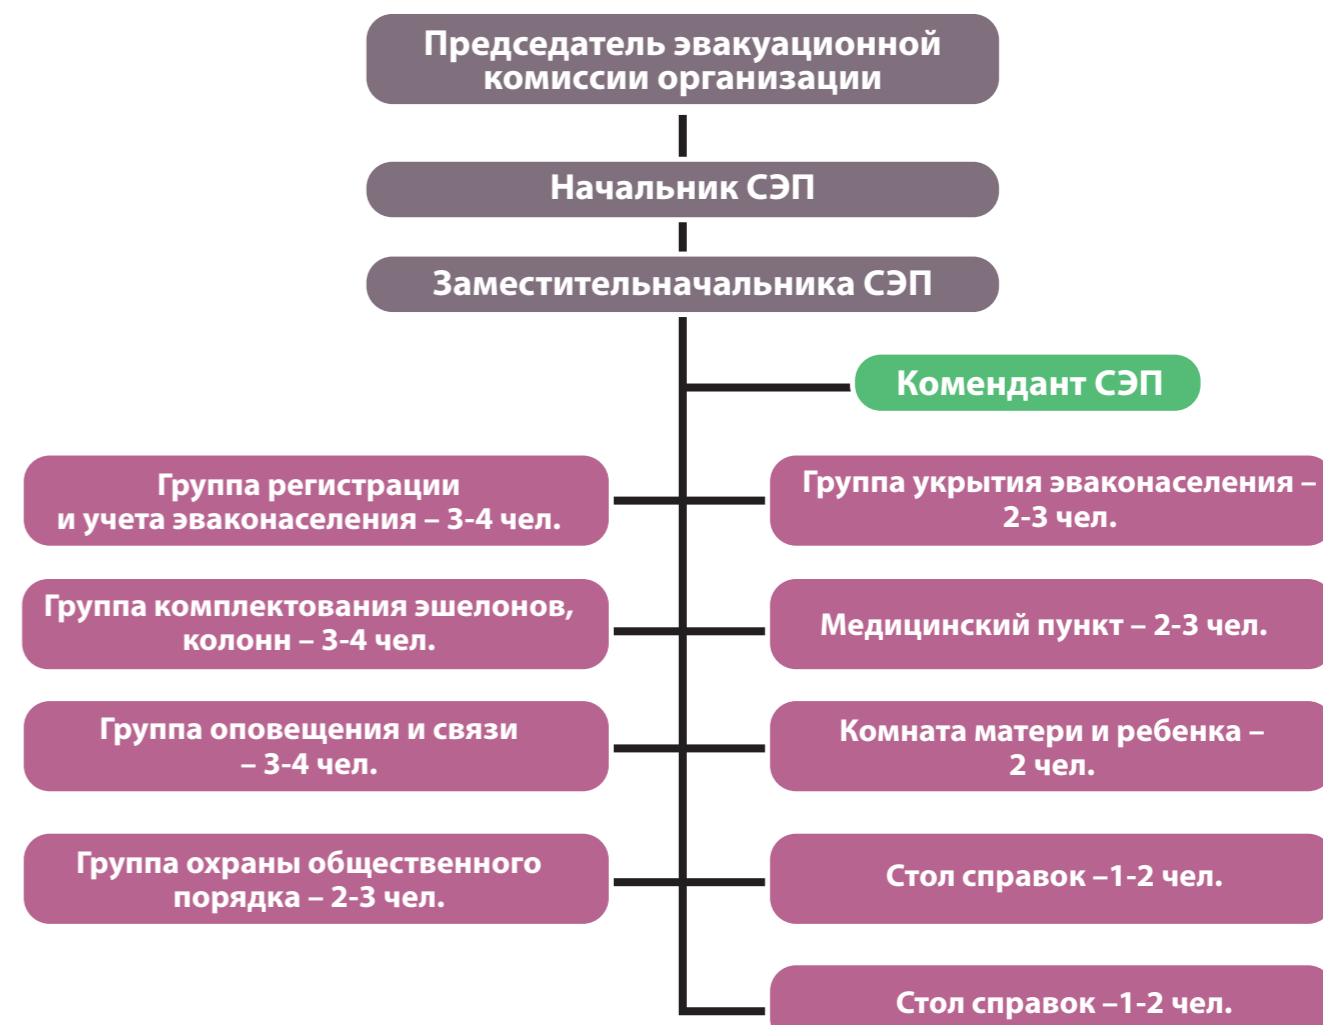 Председатель эвакуационной
комиссии организации
Начальник СЭП
Заместительначальника СЭП
Комендант СЭП
Группа регистрации
и учета эваконаселения – 3-4 чел.
Группа укрытия эваконаселения –
2-3 чел.
Группа комплектования эшелонов,
колонн – 3-4 чел.
Медицинский пункт – 2-3 чел.
Группа оповещения и связи
– 3-4 чел.
Комната матери и ребенка –
2 чел.
Группа охраны общественного
порядка – 2-3 чел.
Стол справок –1-2 чел.
Стол справок –1-2 чел.